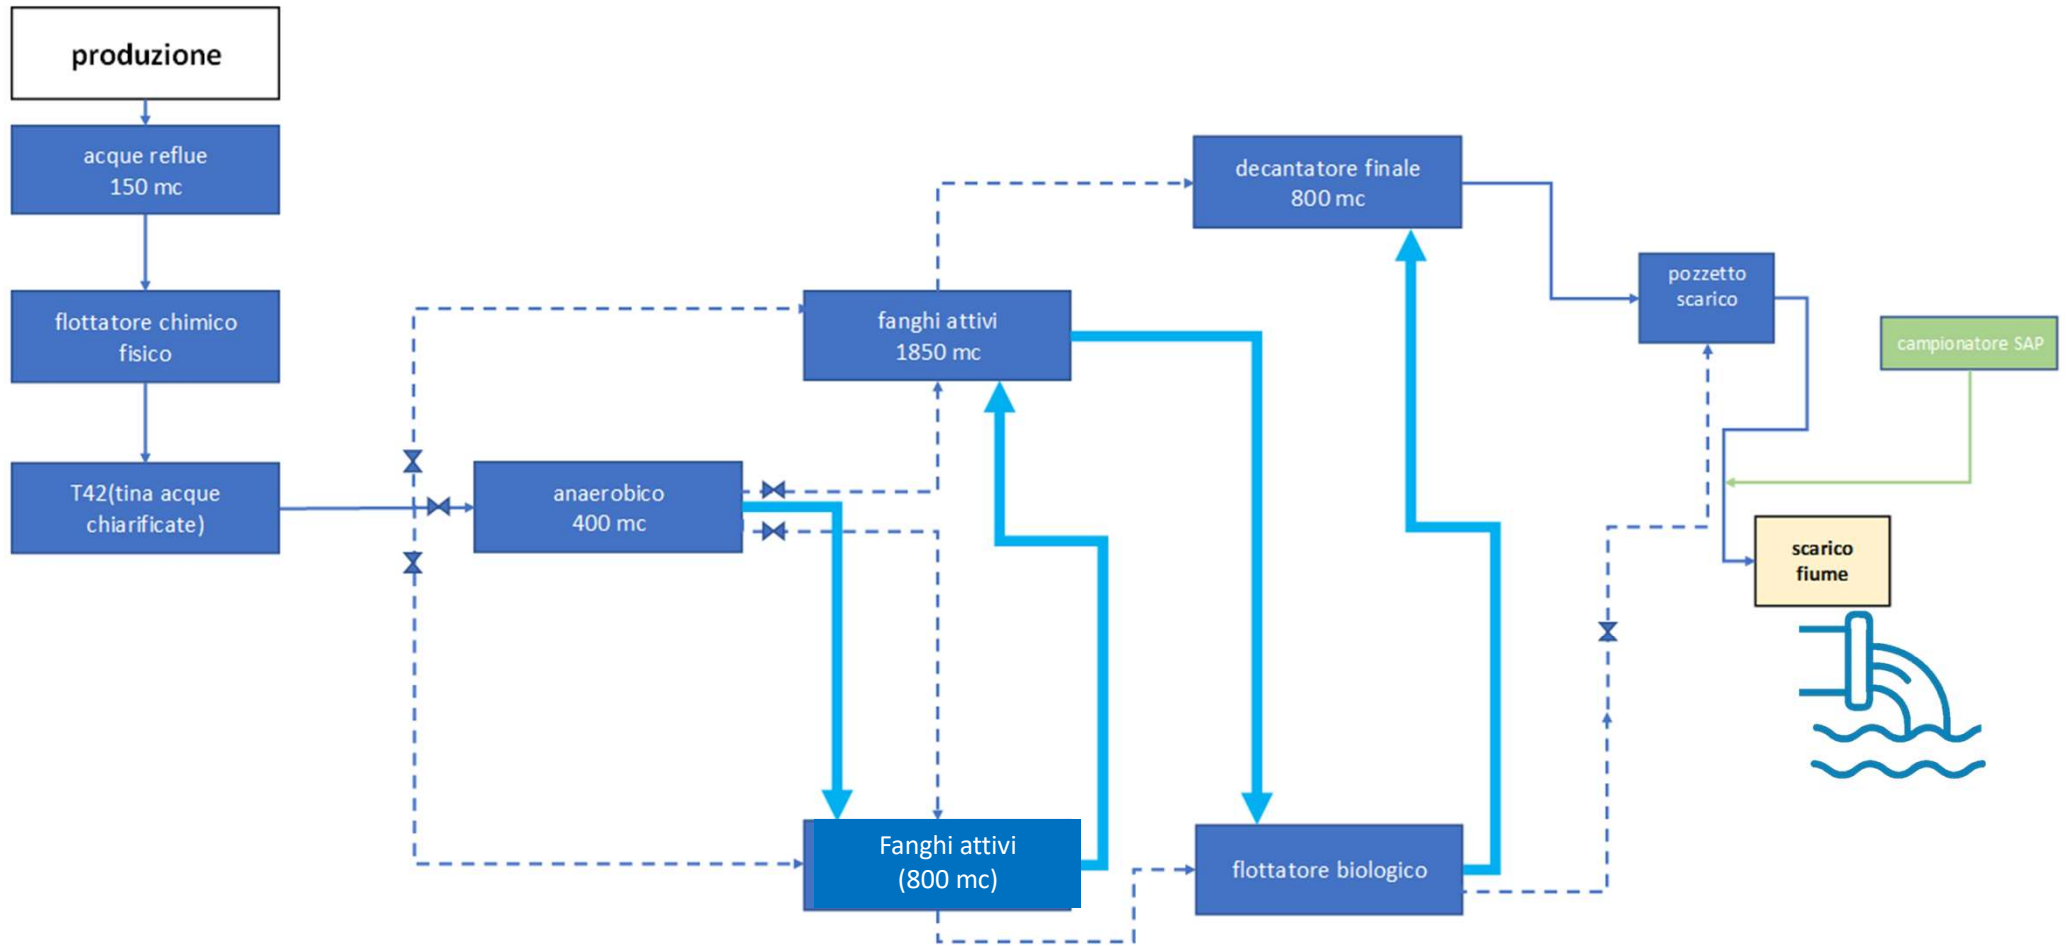 produzione
acque reflue
150 mc
flottatore chimico
fisico
T42(tina acque
chiarificate)
anaerobico
400 mc
fanghi attivi
1850 mc
Fanghi attivi
(800 mc)
decantatore finale
800 mc
flottatore biologico
pozzetto
scarico
campionatore SAP
scarico
fiume